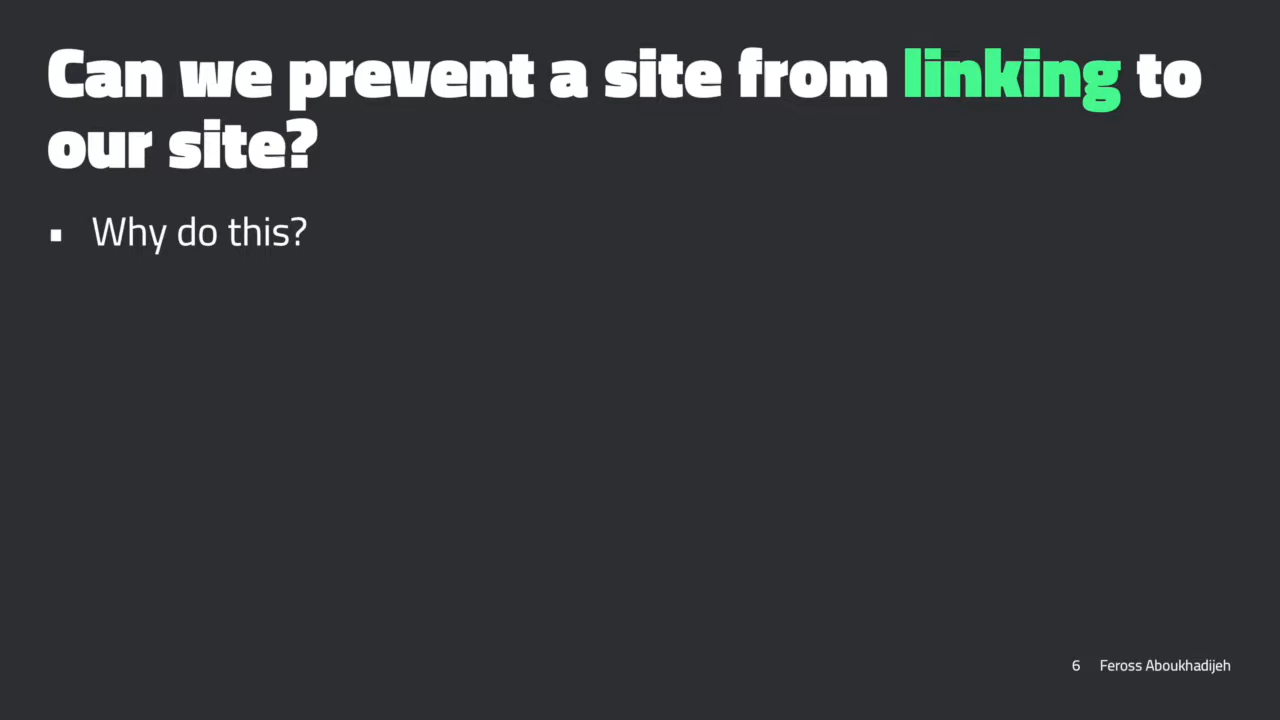 Can we prevent a site from linking to
our site?
▪ Why do this?
6 Feross Aboukhadijeh